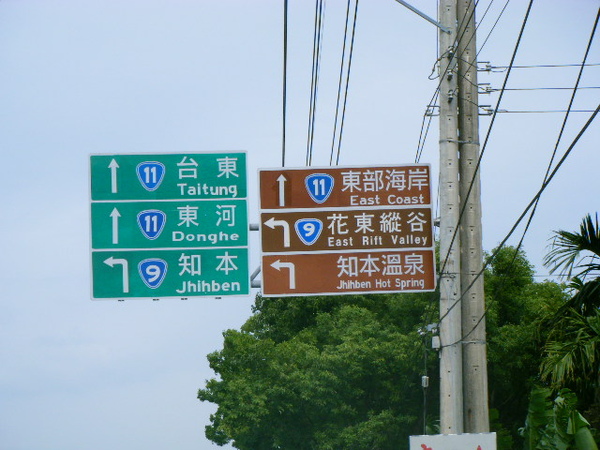 11 台東
Taitung
11 東河
Donghe
9 知本
Jhihben
11 東部海岸
East Coast
9 花東縱谷
East Rift Valley
知本溫泉
Jhihben Hot Spring